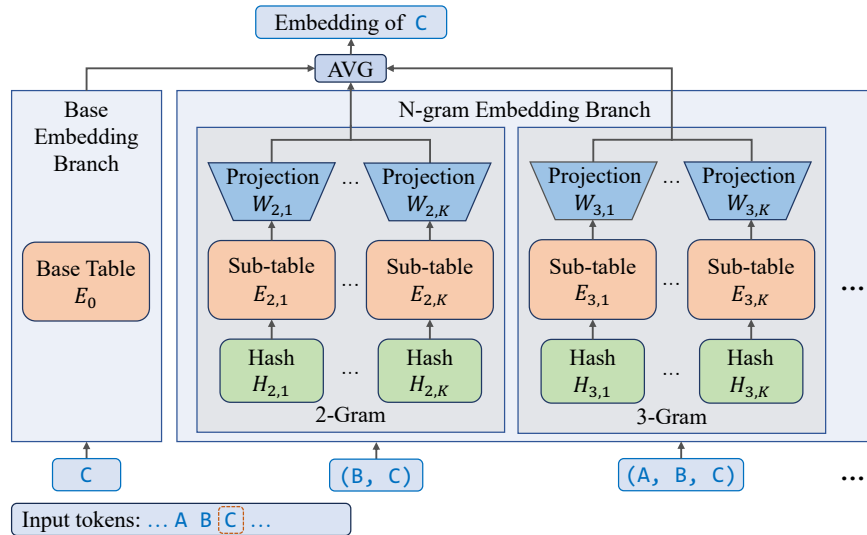 Embedding of C
AVG
Base
Embedding
Branch
N-gram Embedding Branch
Projection
W₂,₁
...
Projection
W₂,K
Projection
W₃,₁
...
Projection
W₃,K
Base Table
E₀
Sub-table
E₂,₁
...
Sub-table
E₂,K
Sub-table
E₃,₁
...
Sub-table
E₃,K
...
Hash
H₂,₁
...
Hash
H₂,K
Hash
H₃,₁
...
Hash
H₃,K
2-Gram
3-Gram
C
(B, C)
(A, B, C)
...
Input tokens: ... A B C ...